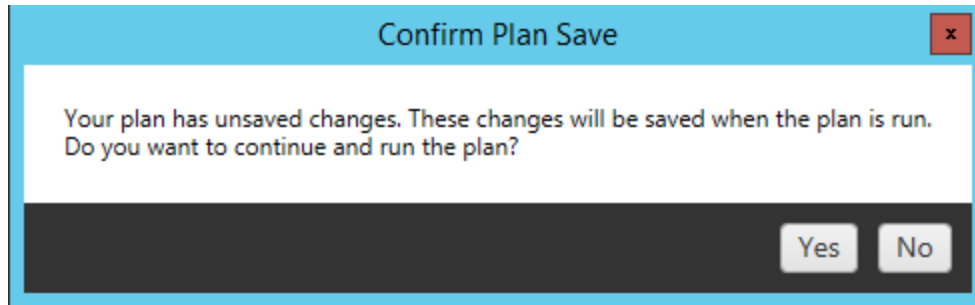 Confirm Plan Save
x
Your plan has unsaved changes. These changes will be saved when the plan is run.
Do you want to continue and run the plan?
Yes No